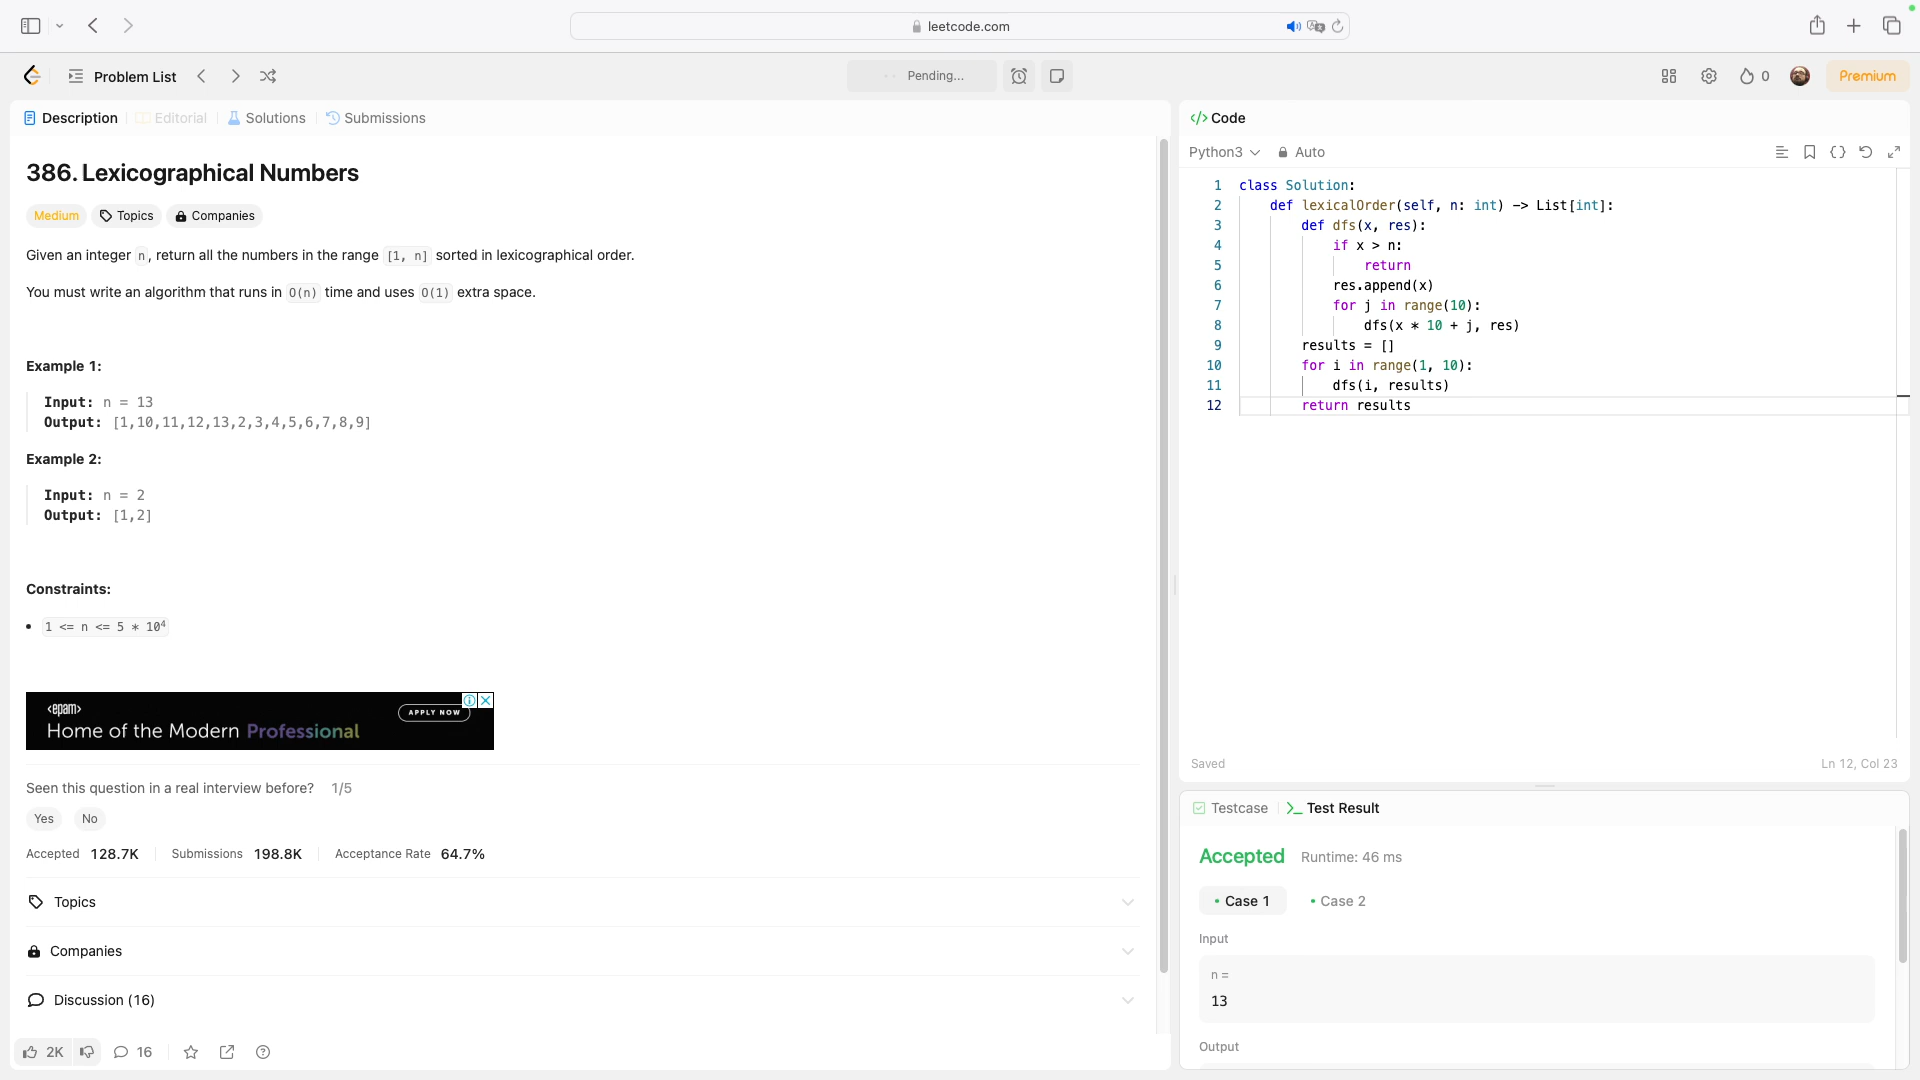 leetcode.com
Problem List
Pending...
0
Premium
Description
Editorial
Solutions
Submissions
386. Lexicographical Numbers
Medium
Topics
Companies
Given an integer n, return all the numbers in the range [1, n] sorted in lexicographical order.
You must write an algorithm that runs in O(n) time and uses O(1) extra space.
Example 1:
Input: n = 13
Output: [1,10,11,12,13,2,3,4,5,6,7,8,9]
Example 2:
Input: n = 2
Output: [1,2]
Constraints:
• 1 <= n <= 5 * 10⁴
<epam>
Home of the Modern Professional
APPLY NOW
Seen this question in a real interview before? 1/5
Yes No
Accepted 128.7K Submissions 198.8K Acceptance Rate 64.7%
Topics
Companies
Discussion (16)
2K 16
</> Code
Python3 Auto
1 class Solution:
2     def lexicalOrder(self, n: int) -> List[int]:
3         def dfs(x, res):
4             if x > n:
5                 return
6             res.append(x)
7             for j in range(10):
8                 dfs(x * 10 + j, res)
9         results = []
10         for i in range(1, 10):
11             dfs(i, results)
12         return results
Saved
Ln 12, Col 23
Testcase
>_ Test Result
Accepted Runtime: 46 ms
• Case 1 • Case 2
Input
n =
13
Output